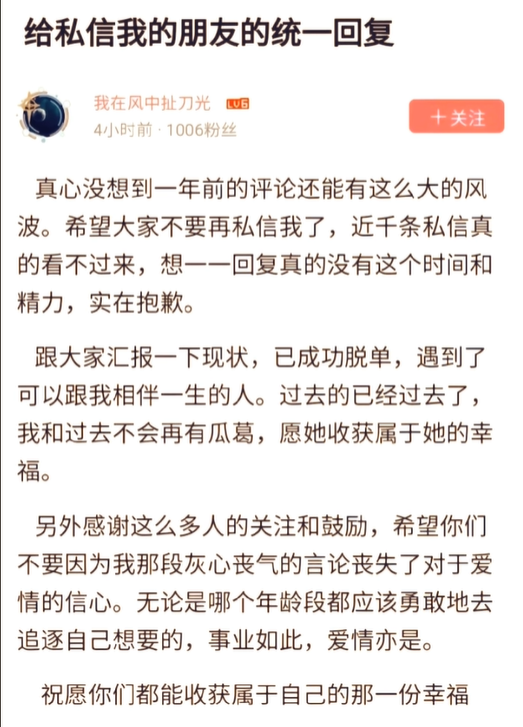 给私信我的朋友的统一回复
我在风中扯刀光 LV6
4小时前 · 1006粉丝
＋关注
真心没想到一年前的评论还能有这么大的风
波。希望大家不要再私信我了，近千条私信真
的看不过来，想一一回复真的没有这个时间和
精力，实在抱歉。
跟大家汇报一下现状，已成功脱单，遇到了
可以跟我相伴一生的人。过去的已经过去了，
我和过去不会再有瓜葛，愿她收获属于她的幸
福。
另外感谢这么多人的关注和鼓励，希望你们
不要因为我那段灰心丧气的言论丧失了对于爱
情的信心。无论是哪个年龄段都应该勇敢地去
追逐自己想要的，事业如此，爱情亦是。
祝愿你们都能收获属于自己的那一份幸福